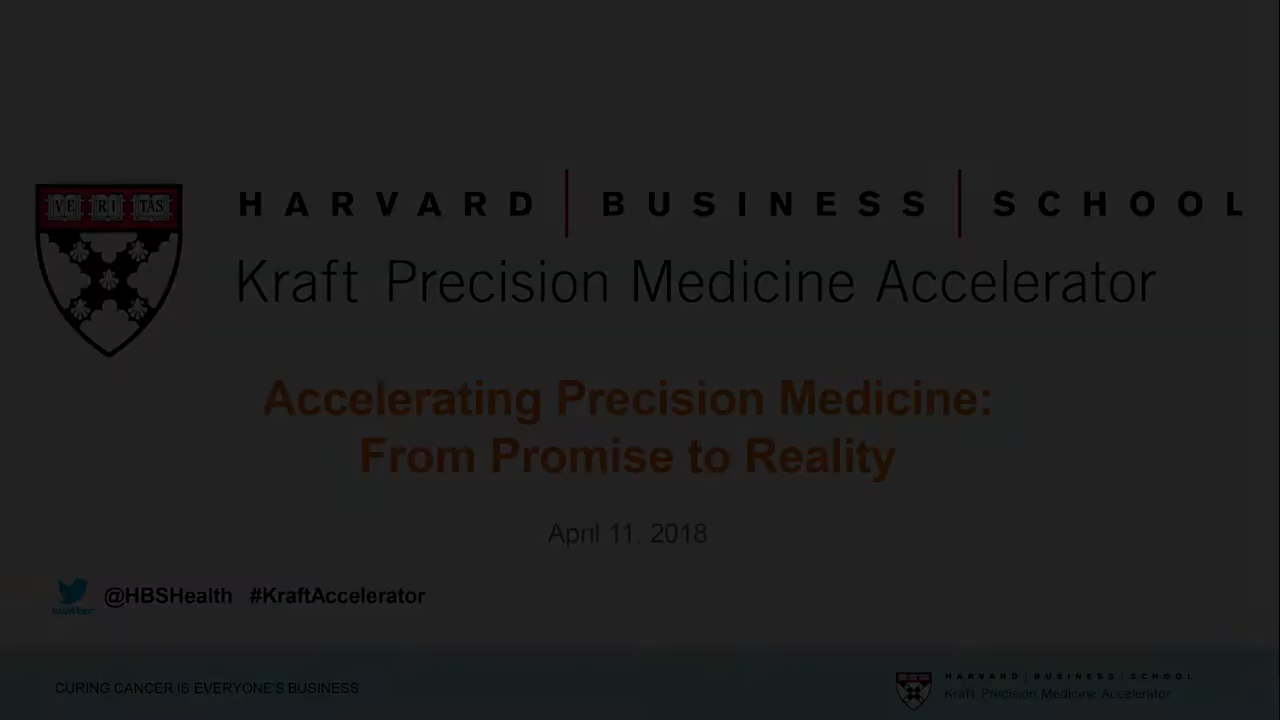 VE RI TAS
HARVARD | BUSINESS | SCHOOL
Kraft Precision Medicine Accelerator
Accelerating Precision Medicine:
From Promise to Reality
April 11, 2018
twitter @HBSHealth #KraftAccelerator
CURING CANCER IS EVERYONE'S BUSINESS
HARVARD | BUSINESS | SCHOOL
Kraft Precision Medicine Accelerator